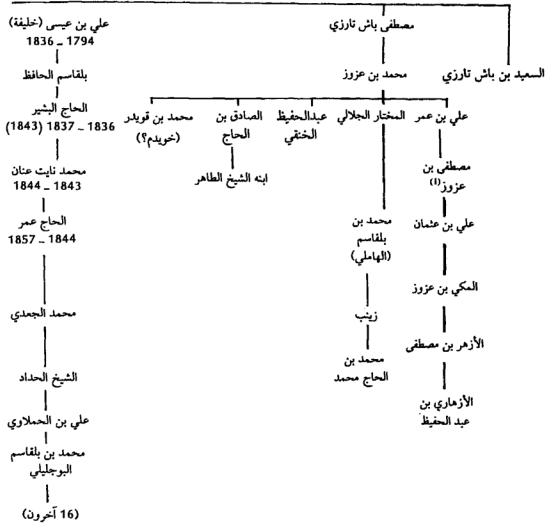 علي بن عيسى (خليفة)
1794 ـ 1836
مصطفى باش تارزي
السعيد بن باش تارزي
بلقاسم الحافظ
محمد بن عزوز
الحاج البشير
1836 ـ 1837 (1843)
علي بن عمر
المختار الجلالي
عبدالحفيظ
الخنقي
الصادق بن
الحاج
محمد بن قويدر
(خويدم؟)
محمد نايت عنان
1843 ـ 1844
مصطفى بن
عزوز(1)
ابنه الشيخ الطاهر
الحاج عمر
1844 ـ 1857
علي بن عثمان
محمد بن
بلقاسم
(الهاملي)
المكي بن عزوز
محمد الجعدي
زينب
الأزهر بن مصطفى
محمد بن
الحاج محمد
الشيخ الحداد
الأزهاري بن
عبد الحفيظ
علي بن الحملاوي
محمد بن بلقاسم
البوجليلي
(16 آخرون)